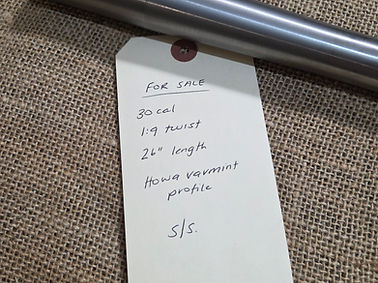 FOR SALE
30 cal
1:9 twist
26" length
Howa varmint
profile
S/S.